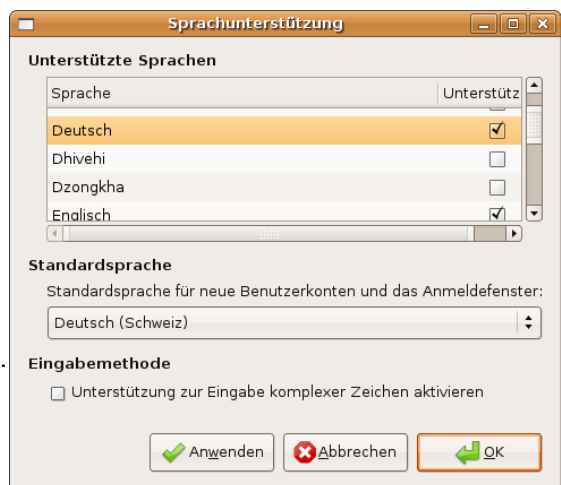 Sprachunterstützung
Unterstützte Sprachen
Sprache Unterstütz
Deutsch
Dhivehi
Dzongkha
Englisch
Standardsprache
Standardsprache für neue Benutzerkonten und das Anmeldefenster:
Deutsch (Schweiz)
Eingabemethode
Unterstützung zur Eingabe komplexer Zeichen aktivieren
Anwenden Abbrechen OK